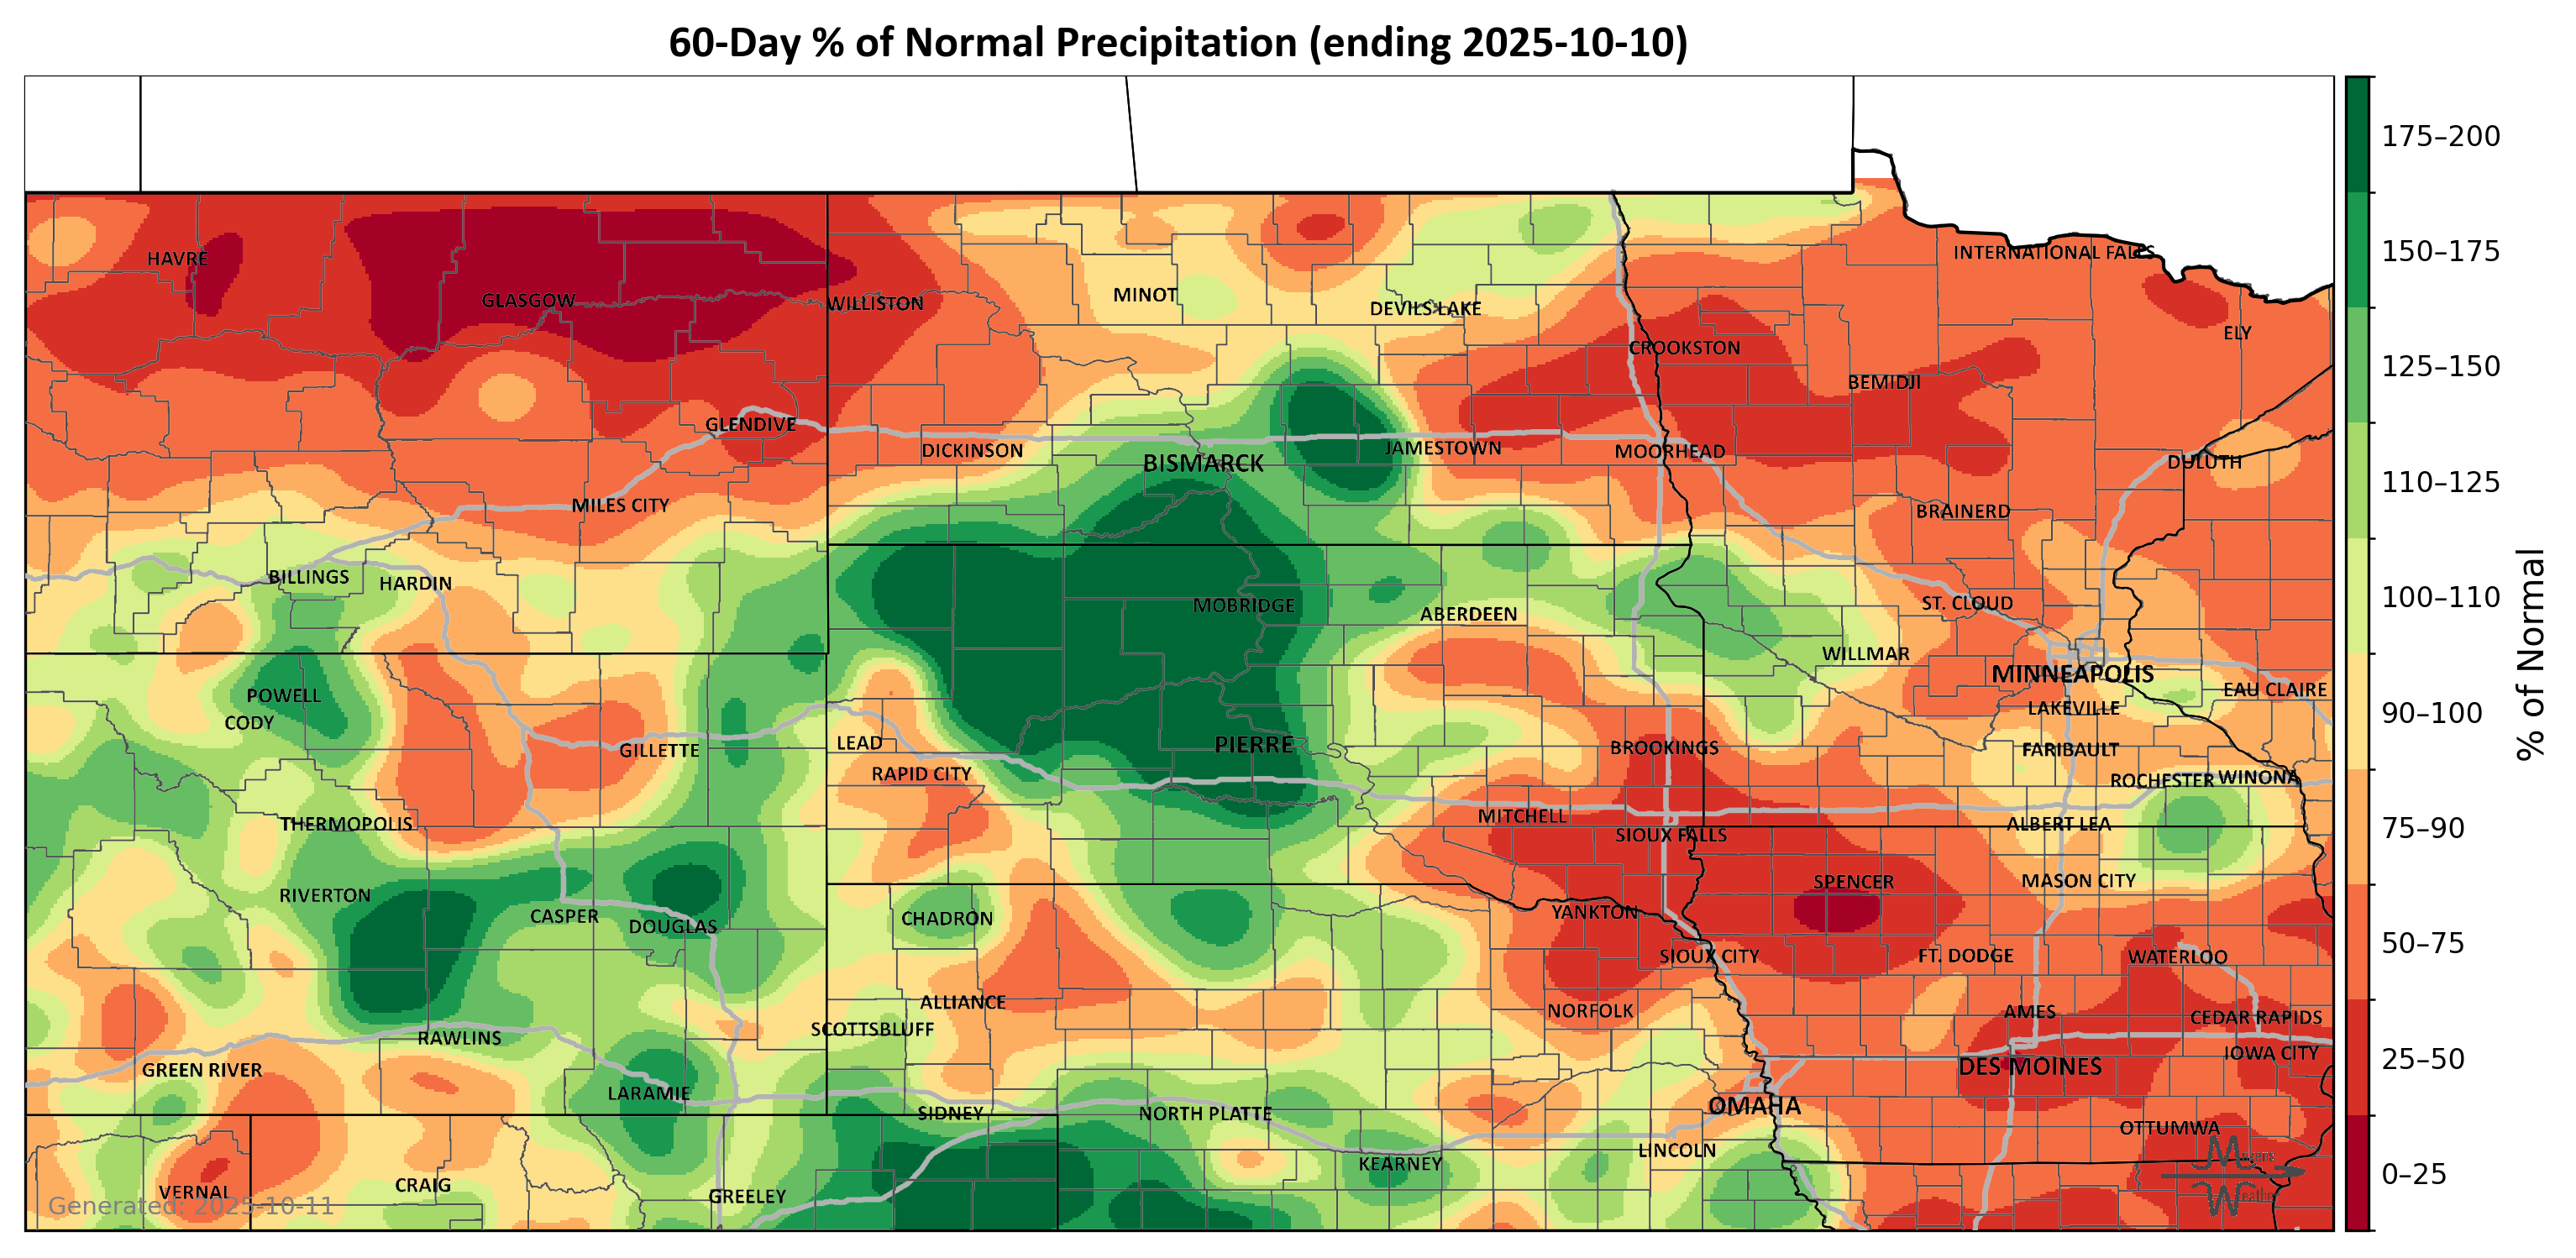 60-Day % of Normal Precipitation (ending 2025-10-10)
HAVRE
INTERNATIONAL FALLS
GLASGOW
WILLISTON
MINOT
DEVILS LAKE
ELY
CROOKSTON
BEMIDJI
GLENDIVE
DICKINSON
BISMARCK
JAMESTOWN
MOORHEAD
DULUTH
MILES CITY
BRAINERD
BILLINGS
HARDIN
MOBRIDGE
ABERDEEN
ST. CLOUD
WILLMAR
MINNEAPOLIS
EAU CLAIRE
POWELL
CODY
LAKEVILLE
GILLETTE
LEAD
PIERRE
BROOKINGS
FARIBAULT
RAPID CITY
ROCHESTER
WINONA
THERMOPOLIS
MITCHELL
SIOUX FALLS
ALBERT LEA
RIVERTON
SPENCER
MASON CITY
CASPER
DOUGLAS
CHADRON
YANKTON
SIOUX CITY
FT. DODGE
WATERLOO
ALLIANCE
NORFOLK
AMES
CEDAR RAPIDS
SCOTTSBLUFF
RAWLINS
IOWA CITY
GREEN RIVER
DES MOINES
LARAMIE
SIDNEY
NORTH PLATTE
OMAHA
OTTUMWA
LINCOLN
KEARNEY
VERNAL
CRAIG
GREELEY
Generated: 2025-10-11
175–200
150–175
125–150
110–125
100–110
90–100
75–90
50–75
25–50
0–25
% of Normal